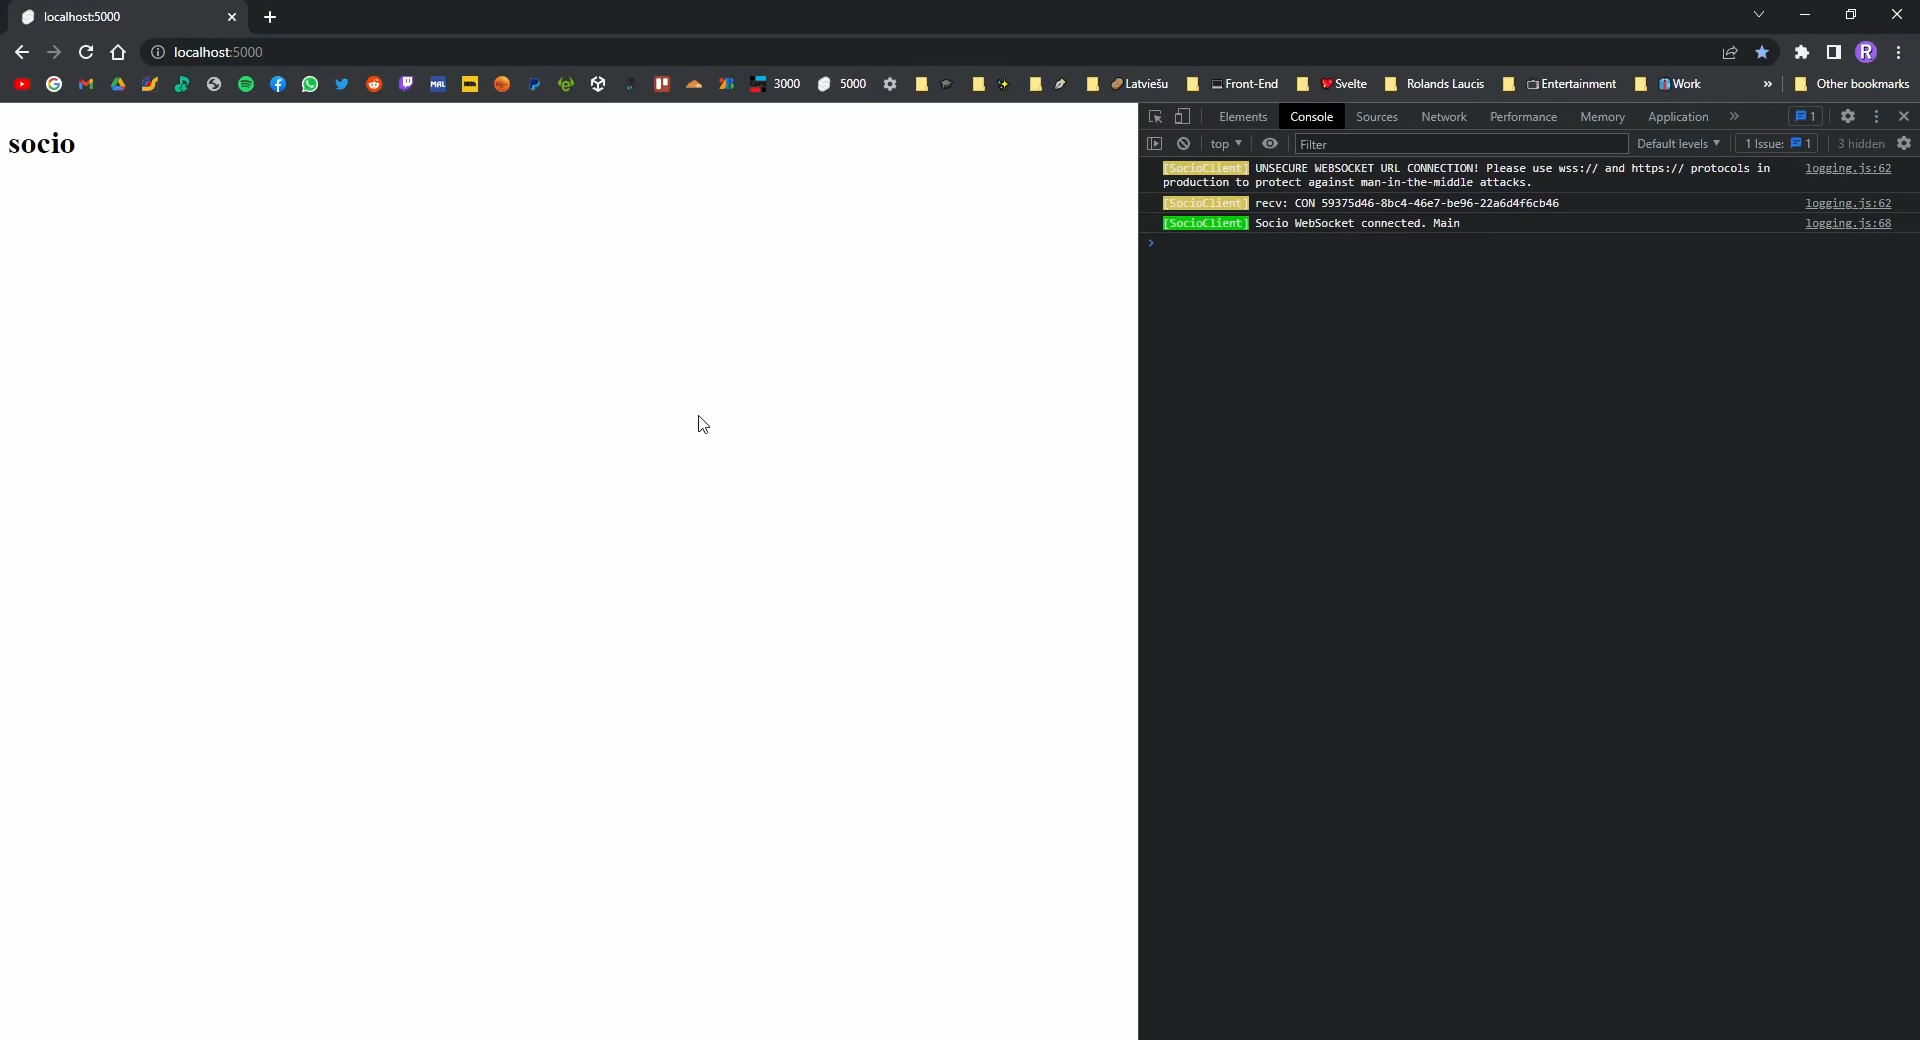 localhost:5000
localhost:5000
MAL
3000
5000
Latviešu
Front-End
Svelte
Rolands Laucis
Entertainment
Work
»
Other bookmarks
R
socio
Elements
Console
Sources
Network
Performance
Memory
Application
»
1
top
Filter
Default levels
1 Issue: 1
3 hidden
[SocioClient] UNSECURE WEBSOCKET URL CONNECTION! Please use wss:// and https:// protocols in
production to protect against man-in-the-middle attacks.
logging.js:62
[SocioClient] recv: CON 59375d46-8bc4-46e7-be96-22a6d4f6cb46
logging.js:62
[SocioClient] Socio WebSocket connected. Main
logging.js:68